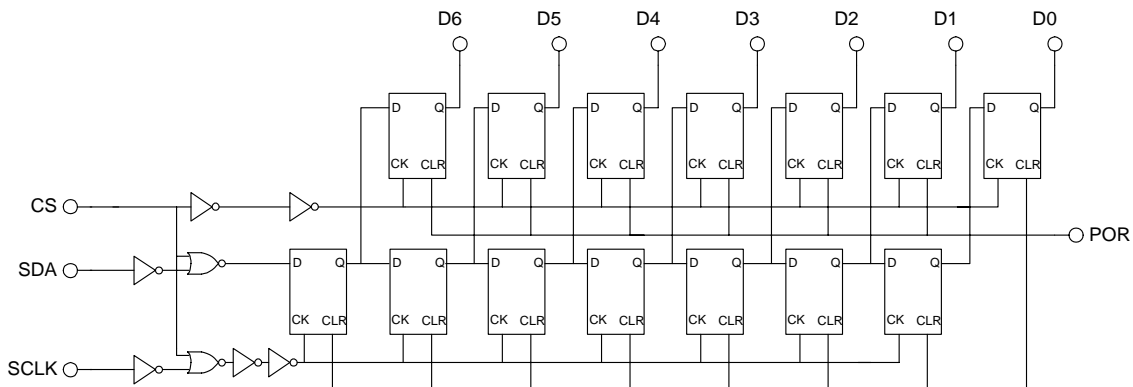 D6 D5 D4 D3 D2 D1 D0
D Q D Q D Q D Q D Q D Q D Q
CK CLR CK CLR CK CLR CK CLR CK CLR CK CLR CK CLR
CS
POR
SDA
D Q D Q D Q D Q D Q D Q D Q
CK CLR CK CLR CK CLR CK CLR CK CLR CK CLR CK CLR
SCLK